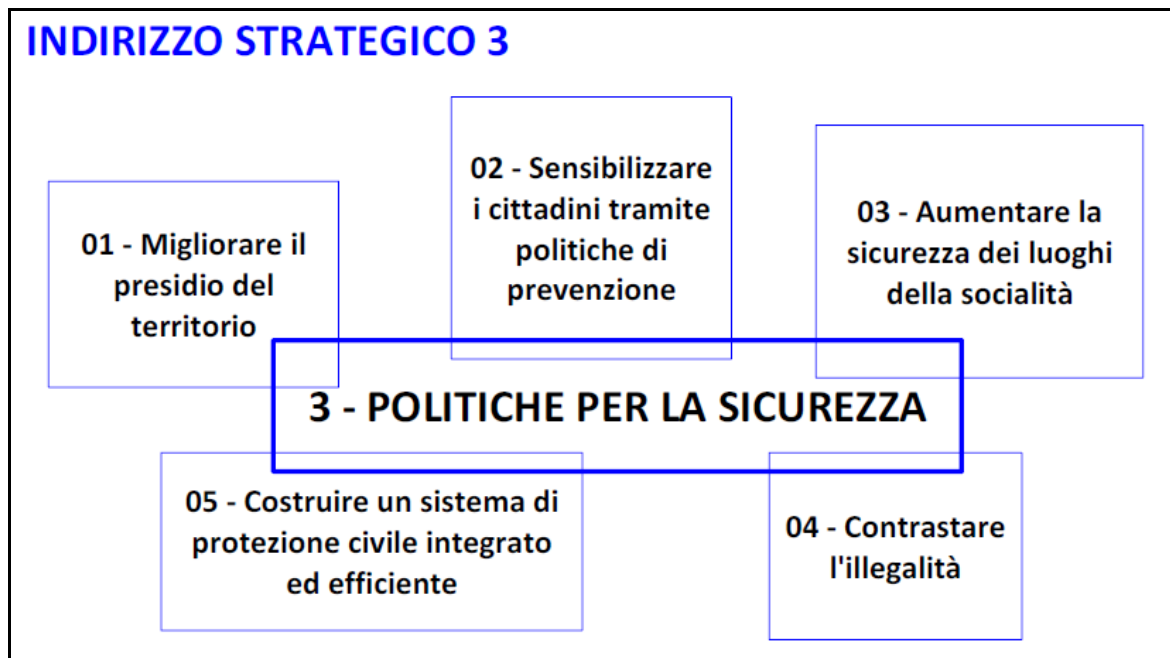 INDIRIZZO STRATEGICO 3
01 - Migliorare il
presidio del
territorio
02 - Sensibilizzare
i cittadini tramite
politiche di
prevenzione
03 - Aumentare la
sicurezza dei luoghi
della socialità
3 - POLITICHE PER LA SICUREZZA
05 - Costruire un sistema di
protezione civile integrato
ed efficiente
04 - Contrastare
l'illegalità